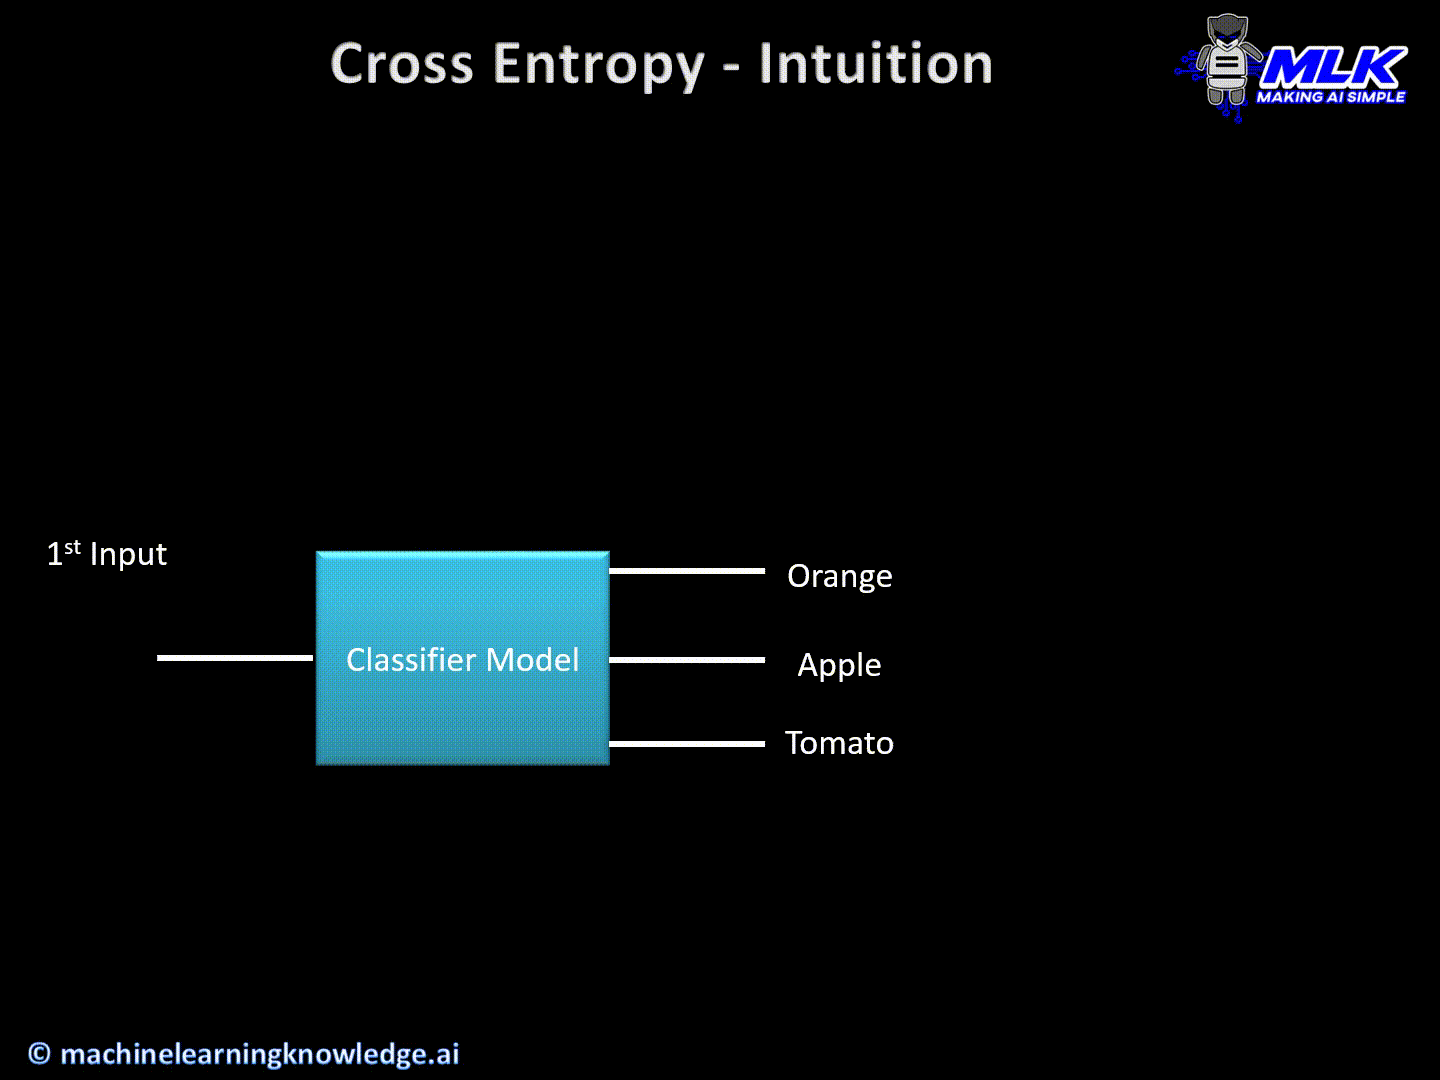 Cross Entropy - Intuition
MLK
MAKING AI SIMPLE
1st Input
Orange
Classifier Model
Apple
Tomato
© machinelearningknowledge.ai